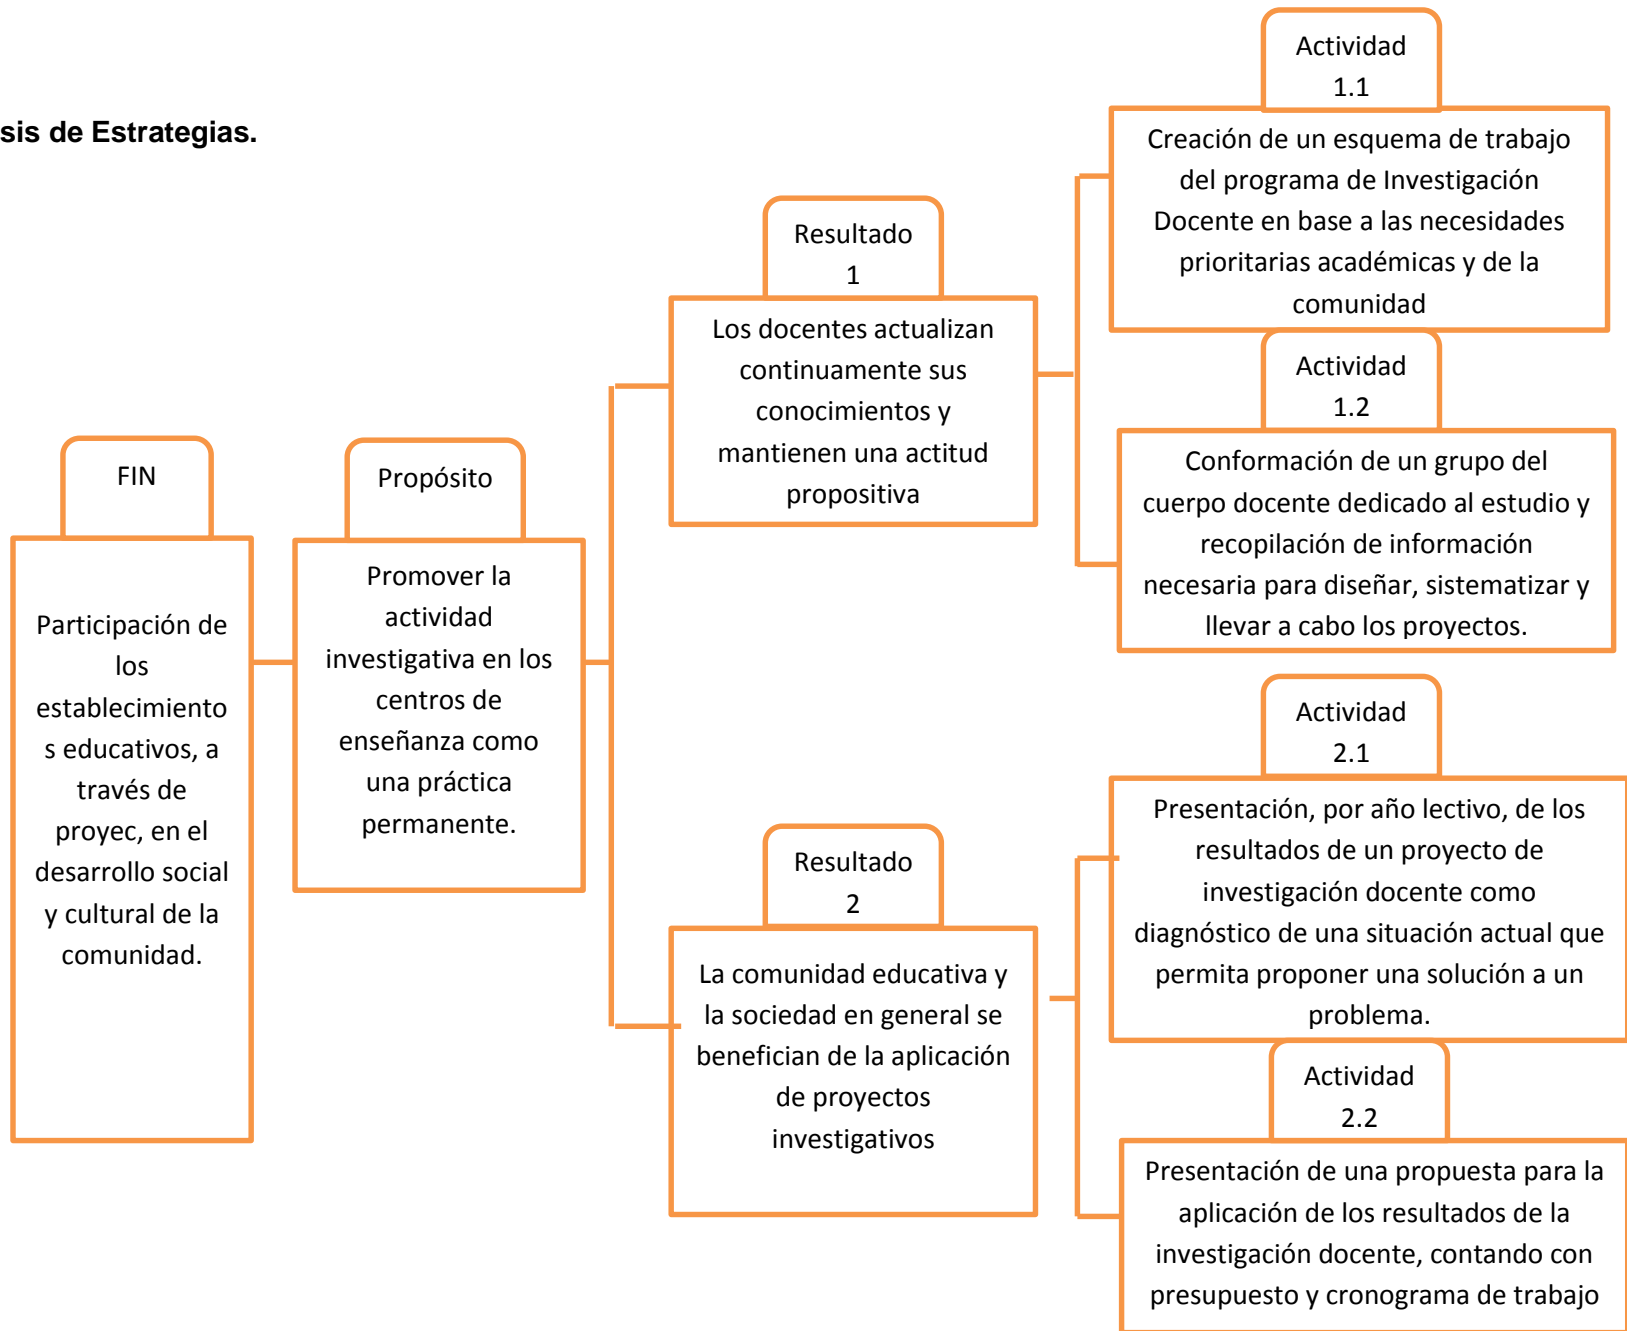 sis de Estrategias.
FIN
Participación de
los
establecimiento
s educativos, a
través de
proyec, en el
desarrollo social
y cultural de la
comunidad.
Propósito
Promover la
actividad
investigativa en los
centros de
enseñanza como
una práctica
permanente.
Resultado
1
Los docentes actualizan
continuamente sus
conocimientos y
mantienen una actitud
propositiva
Actividad
1.1
Creación de un esquema de trabajo
del programa de Investigación
Docente en base a las necesidades
prioritarias académicas y de la
comunidad
Actividad
1.2
Conformación de un grupo del
cuerpo docente dedicado al estudio y
recopilación de información
necesaria para diseñar, sistematizar y
llevar a cabo los proyectos.
Resultado
2
La comunidad educativa y
la sociedad en general se
benefician de la aplicación
de proyectos
investigativos
Actividad
2.1
Presentación, por año lectivo, de los
resultados de un proyecto de
investigación docente como
diagnóstico de una situación actual que
permita proponer una solución a un
problema.
Actividad
2.2
Presentación de una propuesta para la
aplicación de los resultados de la
investigación docente, contando con
presupuesto y cronograma de trabajo